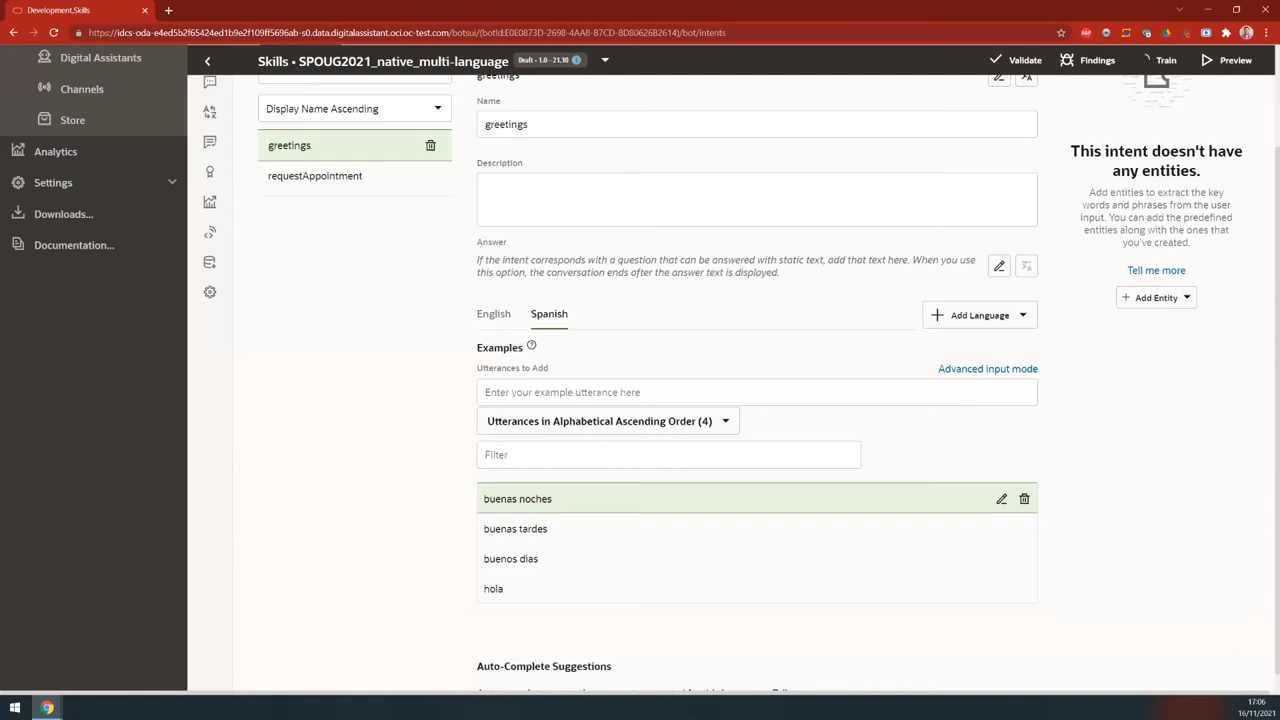 Development,Skills
https://idcs-oda-e4ed5b2f65424ed1b9e2f109ff5696ab-s0.data.digitalassistant.oci.oc-test.com/botsui/(botId:E0E0873D-2698-4AA8-B7CD-8D80626B2614)/bot/intents
Digital Assistants
Channels
Store
Analytics
Settings
Downloads...
Documentation...
Skills • SPOUG2021_native_multi-language
Draft - 1.0 - 21.10
Validate
Findings
Train
Preview
Display Name Ascending
greetings
requestAppointment
greetings
Name
greetings
Description
Answer
If the intent corresponds with a question that can be answered with static text, add that text here. When you use
this option, the conversation ends after the answer text is displayed.
English
Spanish
Add Language
Examples
Utterances to Add
Advanced input mode
Enter your example utterance here
Utterances in Alphabetical Ascending Order (4)
Filter
buenas noches
buenas tardes
buenos dias
hola
Auto-Complete Suggestions
This intent doesn't have
any entities.
Add entities to extract the key
words and phrases from the user
input. You can add the predefined
entities along with the ones that
you've created.
Tell me more
Add Entity
17:06
16/11/2021